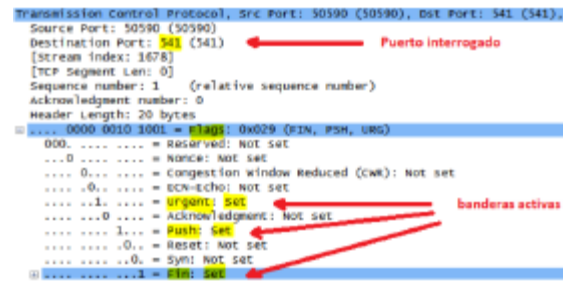 Transmission Control Protocol, Src Port: 50590 (50590), Dst Port: 541 (541),
Source Port: 50590 (50590)
Destination Port: 541 (541) Puerto interrogado
[Stream index: 1678]
[TCP Segment Len: 0]
Sequence number: 1 (relative sequence number)
Acknowledgment number: 0
Header Length: 20 bytes
.... 0000 0010 1001 = Flags: 0x029 (FIN, PSH, URG)
000. .... .... = Reserved: Not set
...0 .... .... = Nonce: Not set
.... 0... .... = Congestion Window Reduced (CWR): Not set
.... .0.. .... = ECN-Echo: Not set
.... ..1. .... = Urgent: Set banderas activas
.... ...0 .... = Acknowledgment: Not set
.... .... 1... = Push: Set
.... .... .0.. = Reset: Not set
.... .... ..0. = Syn: Not set
.... .... ...1 = Fin: Set